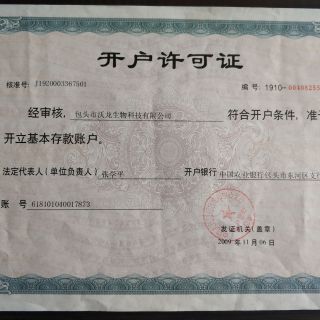 开户许可证
核准号：J1920003367501 编号：1910-
经审核，包头市沃龙生物科技有限公司 符合开户条件，准
开立基本存款账户。
法定代表人（单位负责人）张全平 开户银行 中国农业银行包头市东河区支行
账号 618101040017873
发证机关(盖章)
2009年11月06日